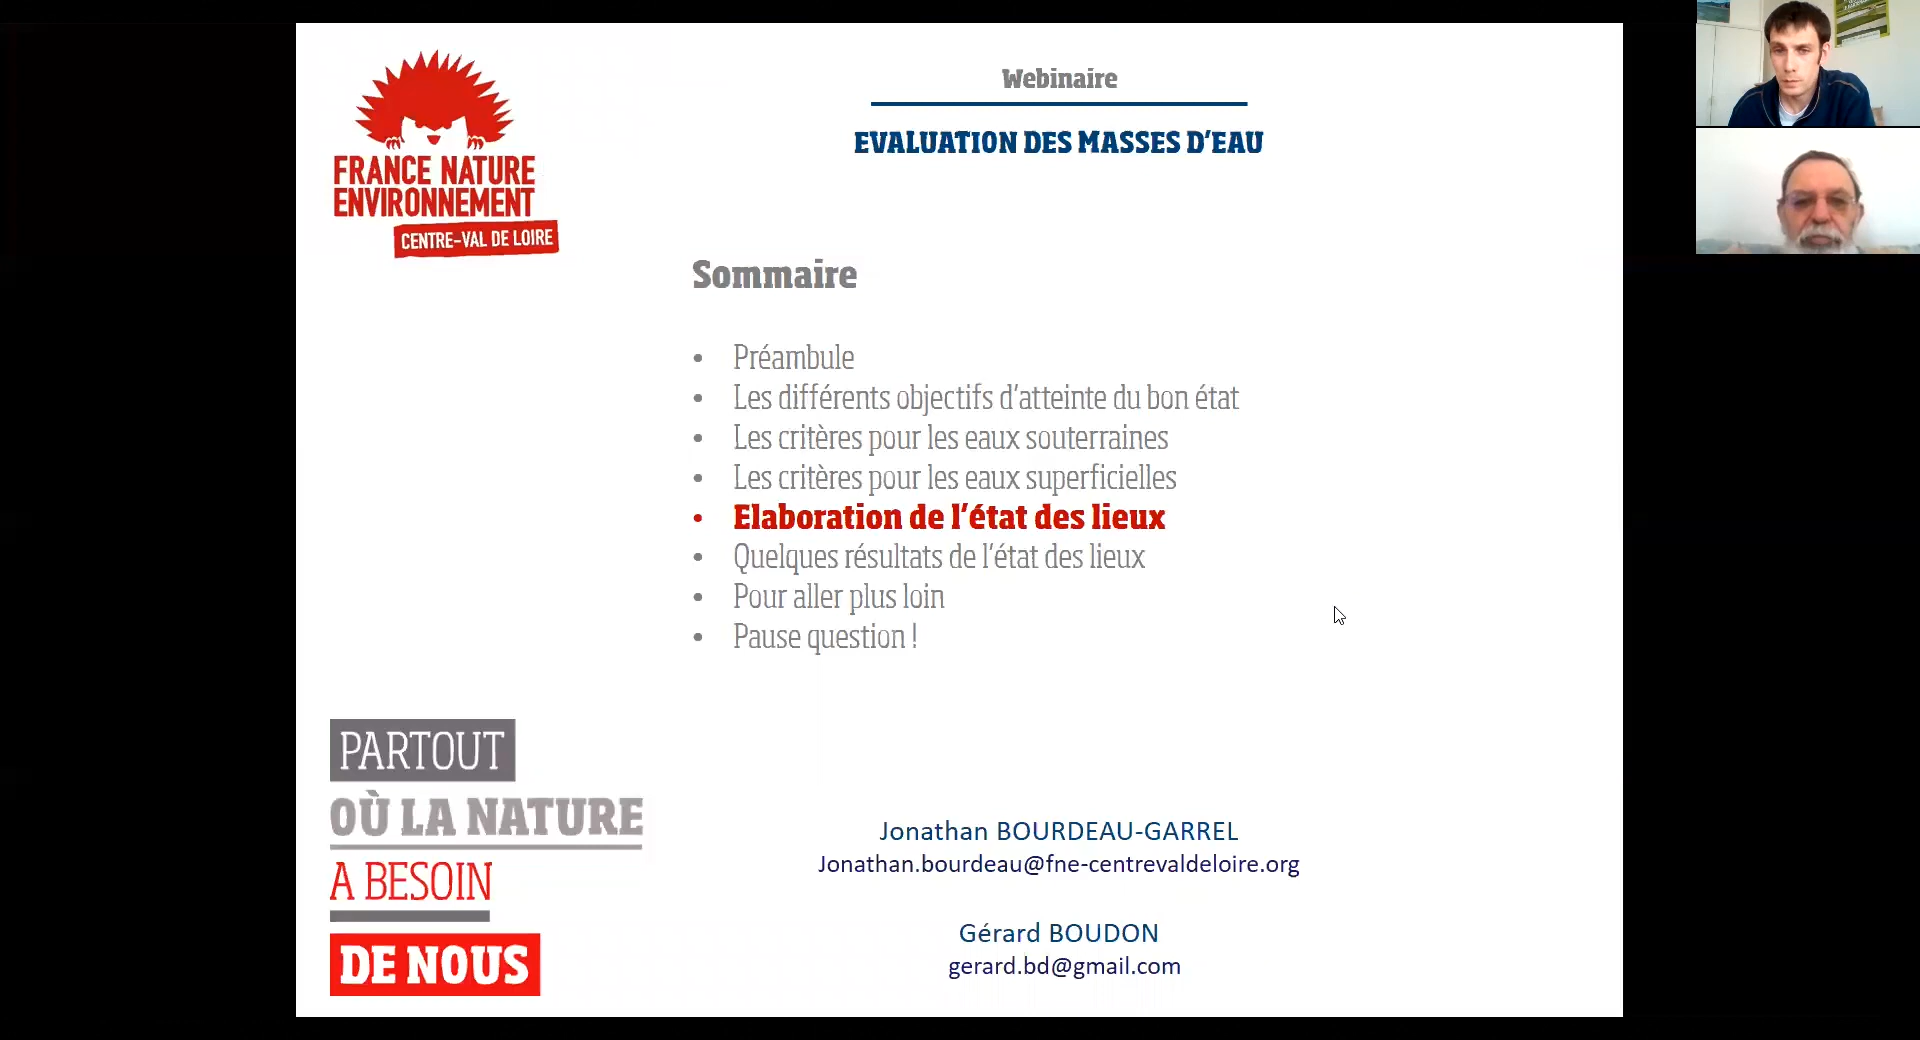 FRANCE NATURE
ENVIRONNEMENT
CENTRE-VAL DE LOIRE
Webinaire
EVALUATION DES MASSES D'EAU
Sommaire
• Préambule
• Les différents objectifs d'atteinte du bon état
• Les critères pour les eaux souterraines
• Les critères pour les eaux superficielles
• Elaboration de l'état des lieux
• Quelques résultats de l'état des lieux
• Pour aller plus loin
• Pause question !
PARTOUT
OÙ LA NATURE
A BESOIN
DE NOUS
Jonathan BOURDEAU-GARREL
Jonathan.bourdeau@fne-centrevaldeloire.org
Gérard BOUDON
gerard.bd@gmail.com